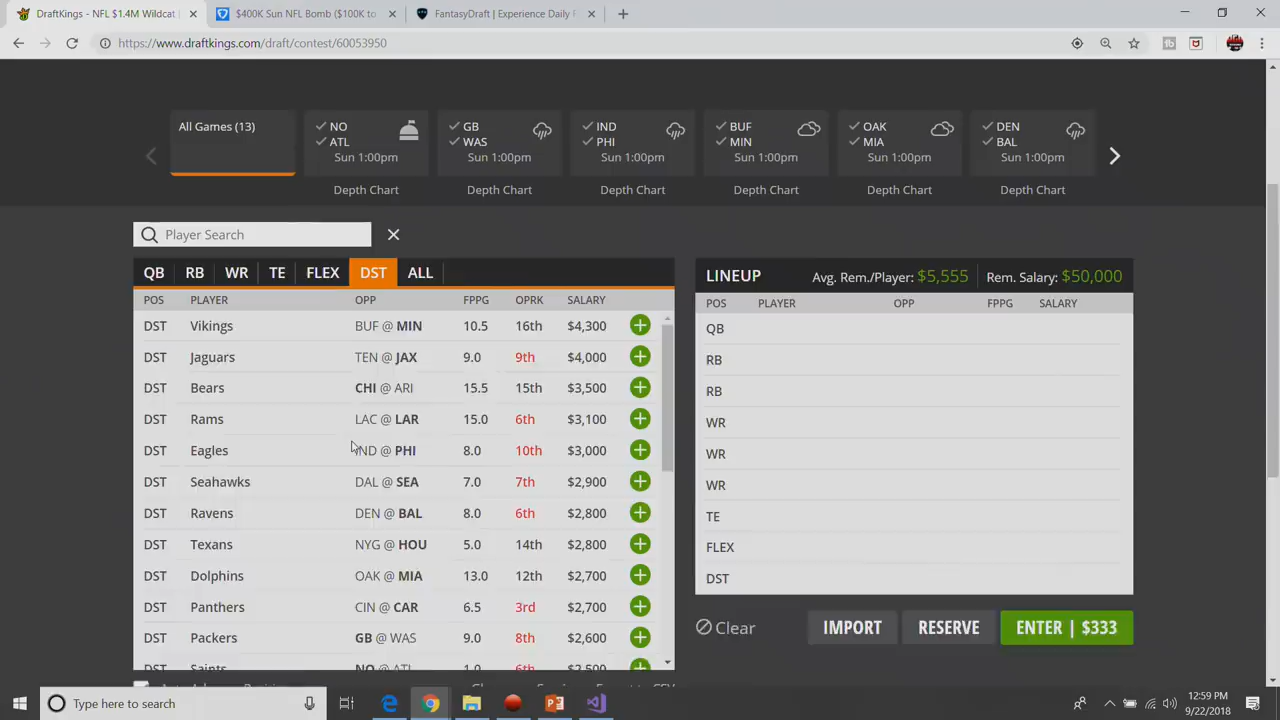 DraftKings - NFL $1.4M Wildcat
$400K Sun NFL Bomb ($100K to
FantasyDraft | Experience Daily F
https://www.draftkings.com/draft/contest/60053950
All Games (13)
NO
ATL
Sun 1:00pm
GB
WAS
Sun 1:00pm
IND
PHI
Sun 1:00pm
BUF
MIN
Sun 1:00pm
OAK
MIA
Sun 1:00pm
DEN
BAL
Sun 1:00pm
Depth Chart Depth Chart Depth Chart Depth Chart Depth Chart Depth Chart
Player Search
QB RB WR TE FLEX DST ALL
POS PLAYER OPP FPPG OPRK SALARY
DST Vikings BUF @ MIN 10.5 16th $4,300
DST Jaguars TEN @ JAX 9.0 9th $4,000
DST Bears CHI @ ARI 15.5 15th $3,500
DST Rams LAC @ LAR 15.0 6th $3,100
DST Eagles IND @ PHI 8.0 10th $3,000
DST Seahawks DAL @ SEA 7.0 7th $2,900
DST Ravens DEN @ BAL 8.0 6th $2,800
DST Texans NYG @ HOU 5.0 14th $2,800
DST Dolphins OAK @ MIA 13.0 12th $2,700
DST Panthers CIN @ CAR 6.5 3rd $2,700
DST Packers GB @ WAS 9.0 8th $2,600
DST Saints NO @ ATL 1.0 6th $2,500
LINEUP Avg. Rem./Player: $5,555 Rem. Salary: $50,000
POS PLAYER OPP FPPG SALARY
QB
RB
RB
WR
WR
WR
TE
FLEX
DST
Clear IMPORT RESERVE ENTER | $333
Type here to search
12:59 PM
9/22/2018